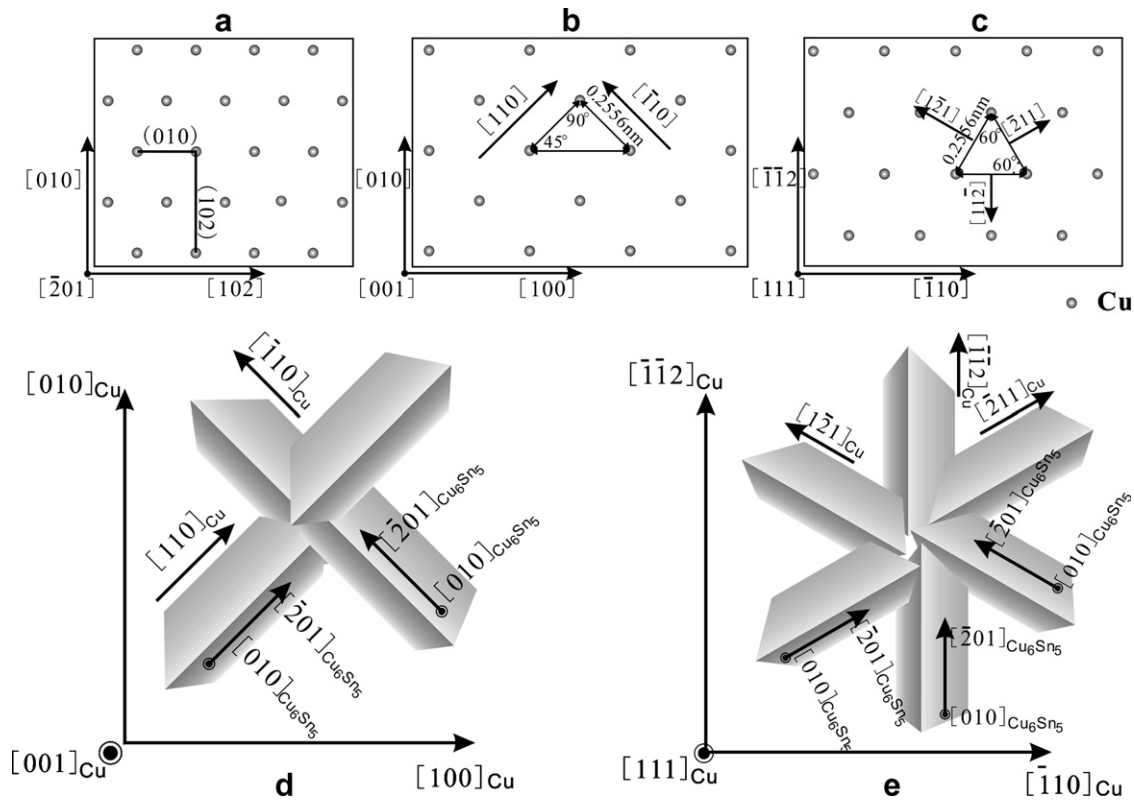 a
(010)
(102)
[010]
[2̅01]
[102]
b
[110]
[1̅10]
0.2556nm
90°
45°
[010]
[001]
[100]
c
[12̅1]
[2̅11]
0.2556nm
60°
60°
[112̅]
[1̅1̅2]
[111]
[1̅10]
Cu
[010]Cu
[1̅10]Cu
[110]Cu
[2̅01]Cu6Sn5
[010]Cu6Sn5
[2̅01]Cu6Sn5
[010]Cu6Sn5
[001]Cu
[100]Cu
d
[1̅1̅2]Cu
[1̅1̅2]Cu
[2̅11]Cu
[12̅1]Cu
[2̅01]Cu6Sn5
[010]Cu6Sn5
[2̅01]Cu6Sn5
[010]Cu6Sn5
[2̅01]Cu6Sn5
[010]Cu6Sn5
[111]Cu
[1̅10]Cu
e